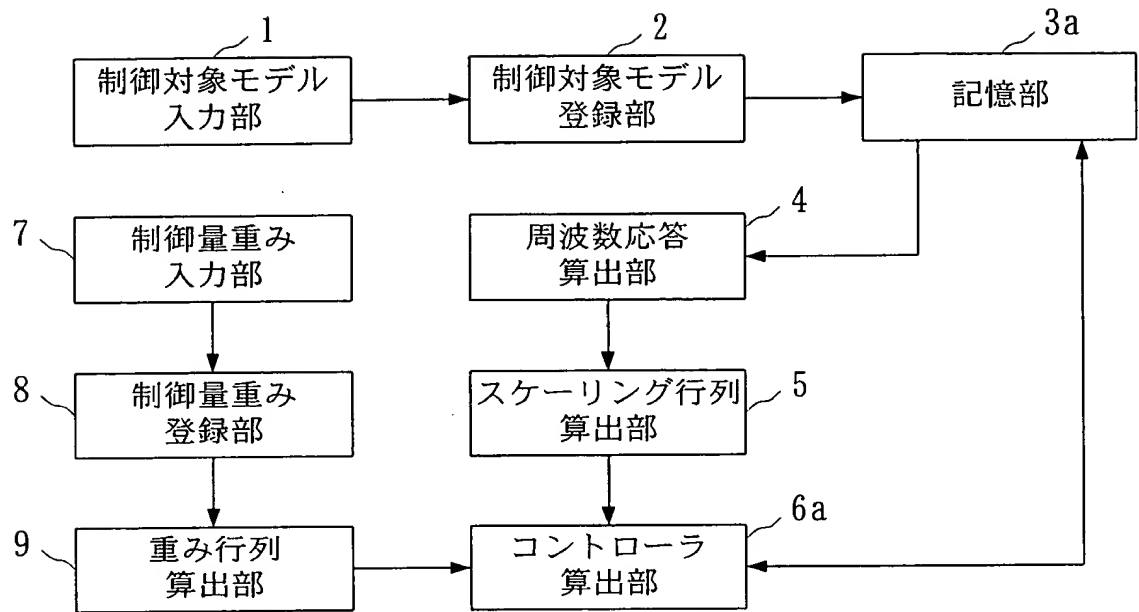 1
制御対象モデル
入力部
2
制御対象モデル
登録部
3a
記憶部
7
制御量重み
入力部
4
周波数応答
算出部
8
制御量重み
登録部
5
スケーリング行列
算出部
9
重み行列
算出部
6a
コントローラ
算出部